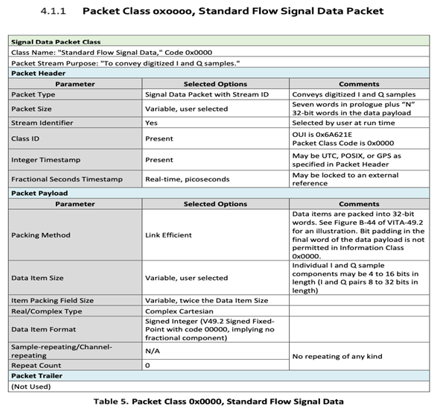 4.1.1 Packet Class 0x0000, Standard Flow Signal Data Packet
Signal Data Packet Class
Class Name: "Standard Flow Signal Data," Code 0x0000
Packet Stream Purpose: "To convey digitized I and Q samples."
Packet Header
Parameter Selected Options Comments
Packet Type Signal Data Packet with Stream ID Conveys digitized I and Q samples
Packet Size Variable, user selected Seven words in prologue plus "N"
32-bit words in the data payload
Stream Identifier Yes Selected by user at run time
Class ID Present OUI is 0x6A621E
Packet Class Code is 0x0000
Integer Timestamp Present May be UTC, POSIX, or GPS as
specified in Packet Header
Fractional Seconds Timestamp Real-time, picoseconds May be locked to an external
reference
Packet Payload
Parameter Selected Options Comments
Packing Method Link Efficient Data items are packed into 32-bit
words. See Figure B-44 of VITA-49.2
for an illustration. Bit padding in the
final word of the data payload is not
permitted in Information Class
0x0000.
Data Item Size Variable, user selected Individual I and Q sample
components may be 4 to 16 bits in
length (I and Q pairs 8 to 32 bits in
length)
Item Packing Field Size Variable, twice the Data Item Size
Real/Complex Type Complex Cartesian
Data Item Format Signed Integer (V49.2 Signed Fixed-
Point with code 00000, implying no
fractional component)
Sample-repeating/Channel-
repeating N/A No repeating of any kind
Repeat Count 0
Packet Trailer
(Not Used)
Table 5. Packet Class 0x0000, Standard Flow Signal Data